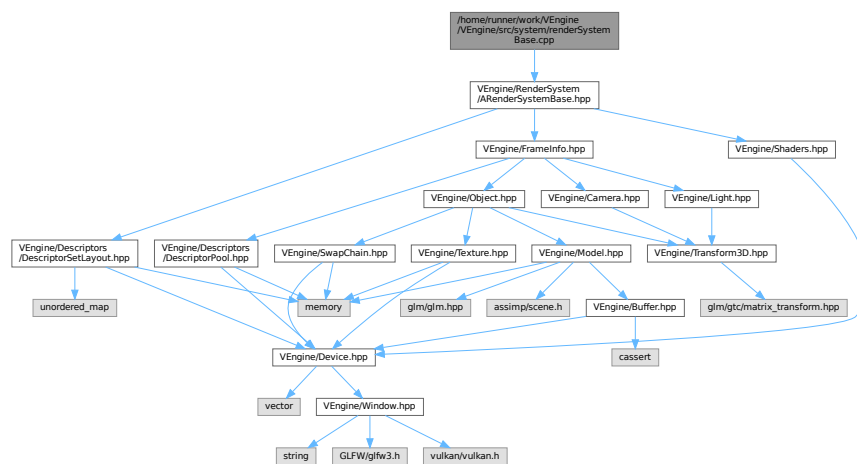 /home/runner/work/VEngine
/VEngine/src/system/renderSystem
Base.cpp
VEngine/RenderSystem
/ARenderSystemBase.hpp
VEngine/FrameInfo.hpp
VEngine/Shaders.hpp
VEngine/Object.hpp
VEngine/Camera.hpp
VEngine/Light.hpp
VEngine/Descriptors
/DescriptorSetLayout.hpp
VEngine/Descriptors
/DescriptorPool.hpp
VEngine/SwapChain.hpp
VEngine/Texture.hpp
VEngine/Model.hpp
VEngine/Transform3D.hpp
unordered_map
memory
glm/glm.hpp
assimp/scene.h
VEngine/Buffer.hpp
glm/gtc/matrix_transform.hpp
VEngine/Device.hpp
cassert
vector
VEngine/Window.hpp
string
GLFW/glfw3.h
vulkan/vulkan.h